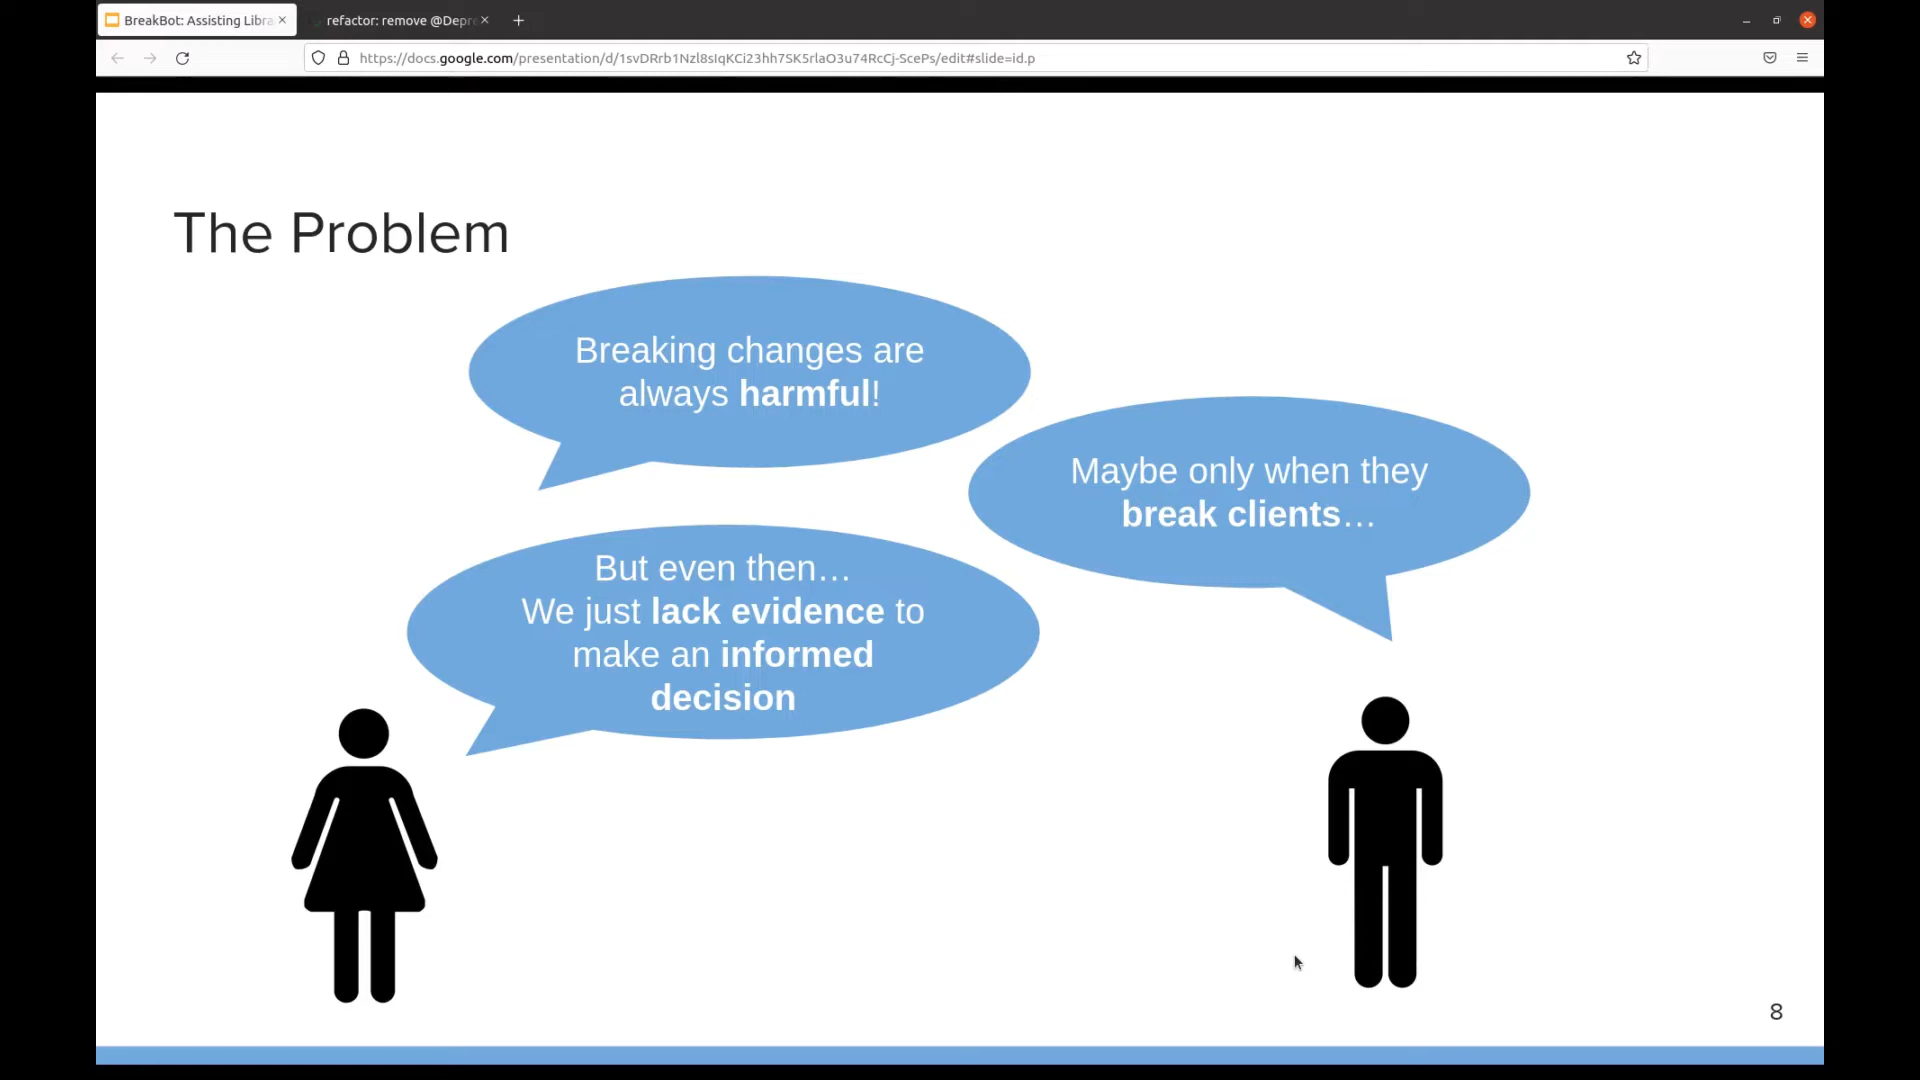 BreakBot: Assisting Libra
refactor: remove @Depre
https://docs.google.com/presentation/d/1svDRrb1Nzl8sIqKCi23hh7SK5rlaO3u74RcCj-ScePs/edit#slide=id.p
The Problem
Breaking changes are
always harmful!
Maybe only when they
break clients…
But even then…
We just lack evidence to
make an informed
decision
8